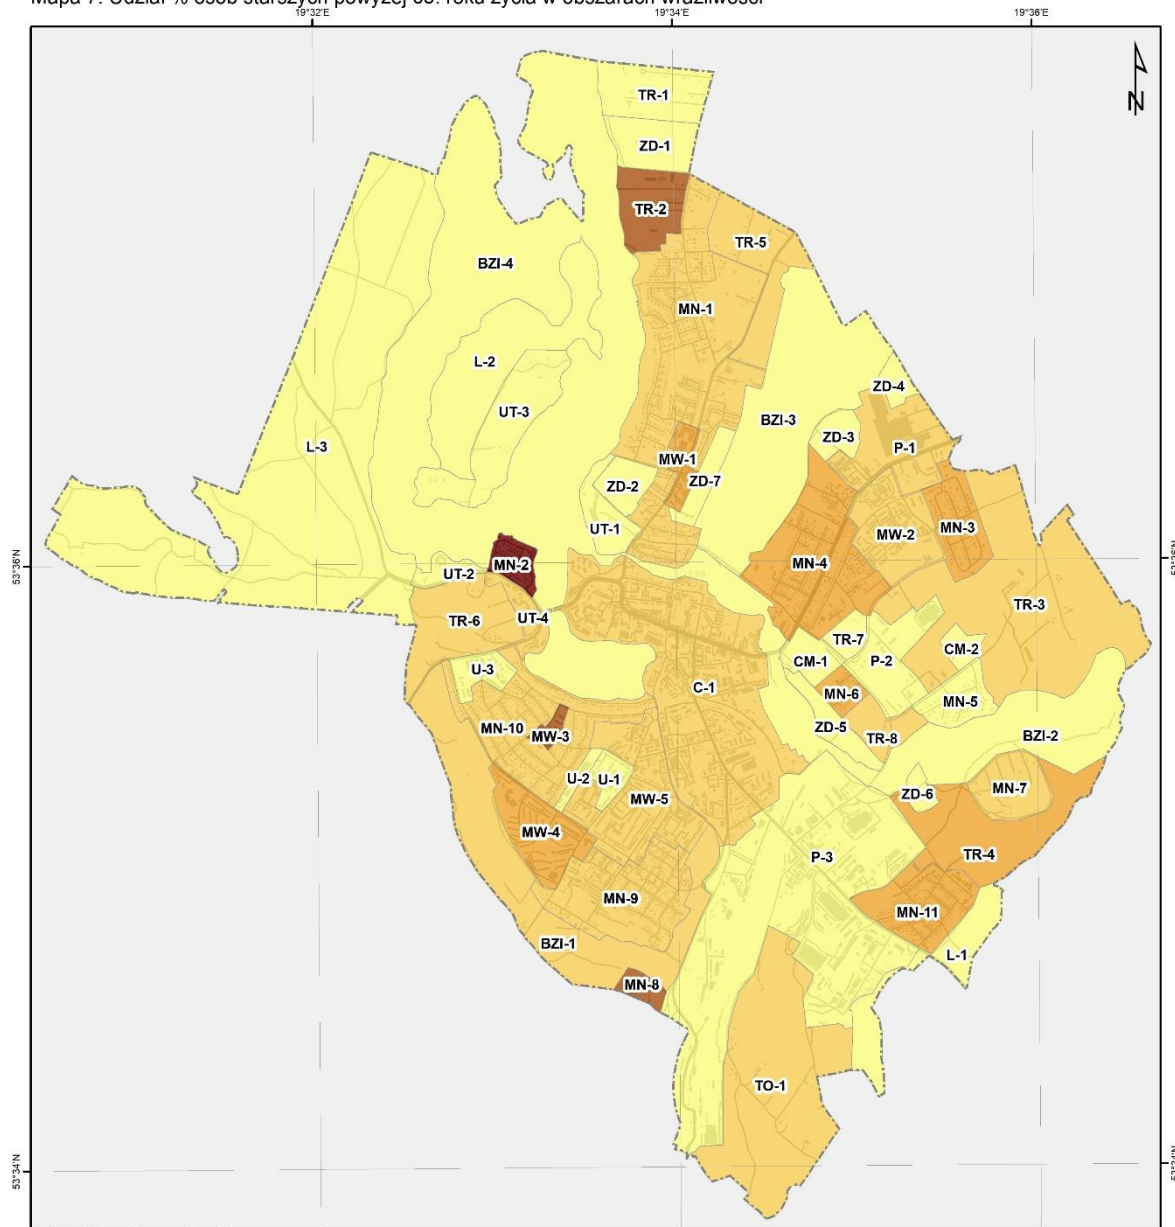 Mapa 7. Udział % osób starszych powyżej 65. roku życia w obszarach wrażliwości
19°32'E 19°34'E 19°36'E
N
TR-1
ZD-1
TR-2
TR-5
BZI-4
MN-1
L-2
ZD-4
UT-3
BZI-3
ZD-3
L-3
P-1
MW-1
ZD-7
ZD-2
UT-1
MN-3
MW-2
53°36'N
MN-2
MN-4
UT-2
TR-3
TR-6
UT-4
TR-7
CM-2
CM-1
P-2
U-3
C-1
MN-6
MN-5
MN-10
ZD-5
MW-3
TR-8
BZI-2
U-2
U-1
MN-7
MW-5
ZD-6
MW-4
P-3
TR-4
MN-9
MN-11
BZI-1
L-1
MN-8
TO-1
53°34'N